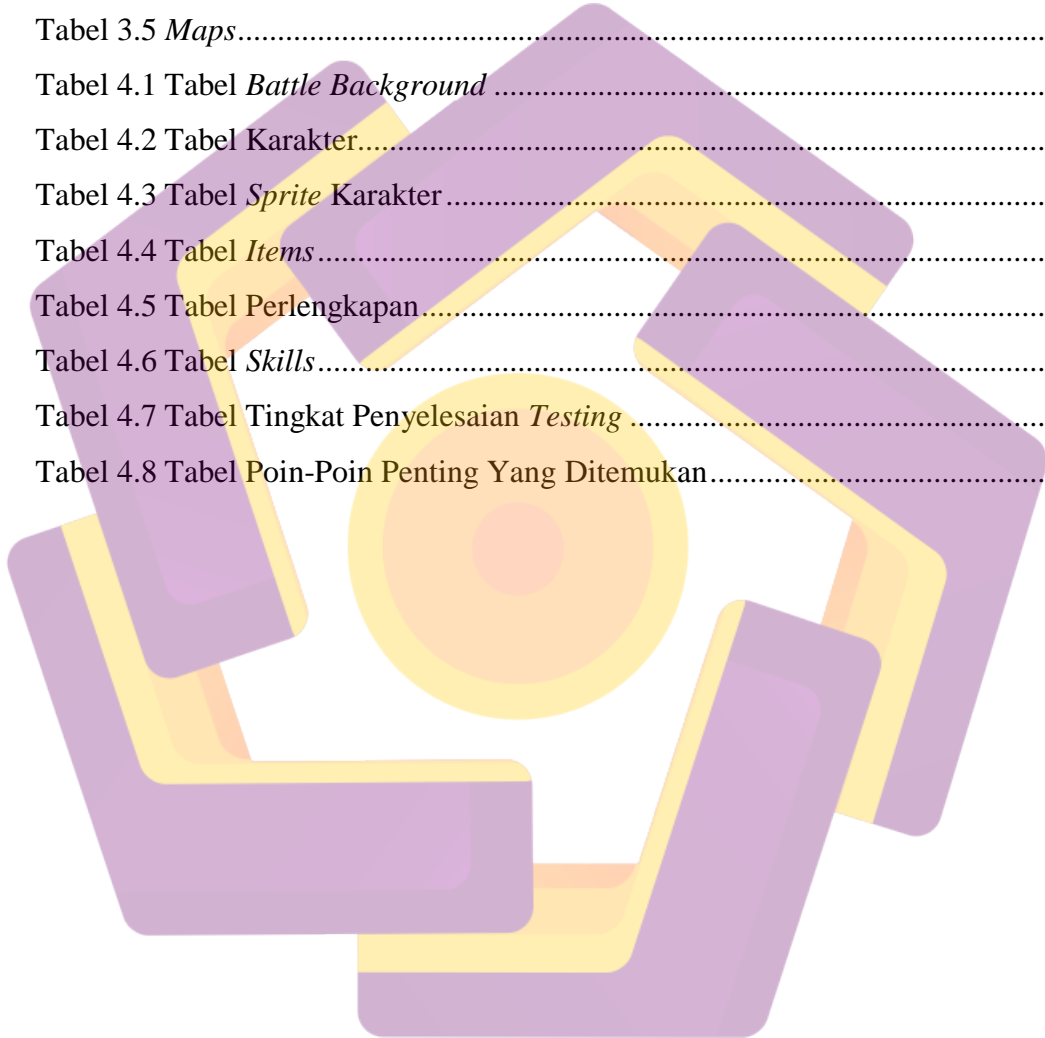 Tabel 3.5 Maps....................................................................................................
Tabel 4.1 Tabel Battle Background ....................................................................
Tabel 4.2 Tabel Karakter.....................................................................................
Tabel 4.3 Tabel Sprite Karakter ..........................................................................
Tabel 4.4 Tabel Items..........................................................................................
Tabel 4.5 Tabel Perlengkapan .............................................................................
Tabel 4.6 Tabel Skills..........................................................................................
Tabel 4.7 Tabel Tingkat Penyelesaian Testing ...................................................
Tabel 4.8 Tabel Poin-Poin Penting Yang Ditemukan.........................................